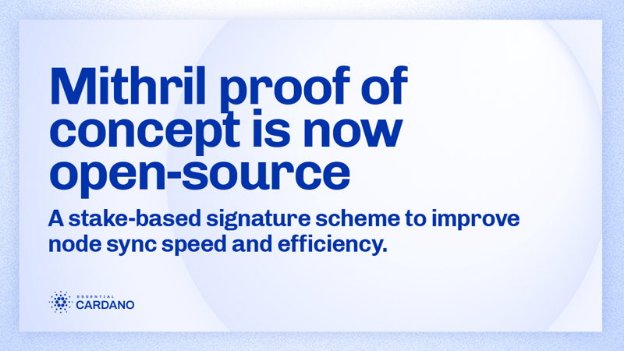 Mithril proof of
concept is now
open-source
A stake-based signature scheme to improve
node sync speed and efficiency.
ESSENTIAL
CARDANO